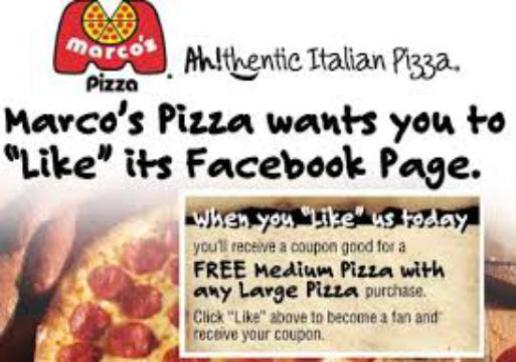 marco's
Pizza
Ah!thentic Italian Pizza.
Marco's Pizza wants you to
"Like" its Facebook Page.
When you "Like" us today
you'll receive a coupon good for a
FREE Medium Pizza with
any Large Pizza purchase.
Click "Like" above to become a fan and
receive your coupon.